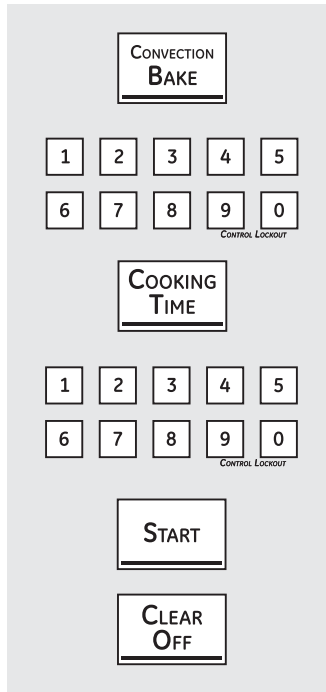 CONVECTION
BAKE
1 2 3 4 5
6 7 8 9 0
CONTROL LOCKOUT
COOKING
TIME
1 2 3 4 5
6 7 8 9 0
CONTROL LOCKOUT
START
CLEAR
OFF